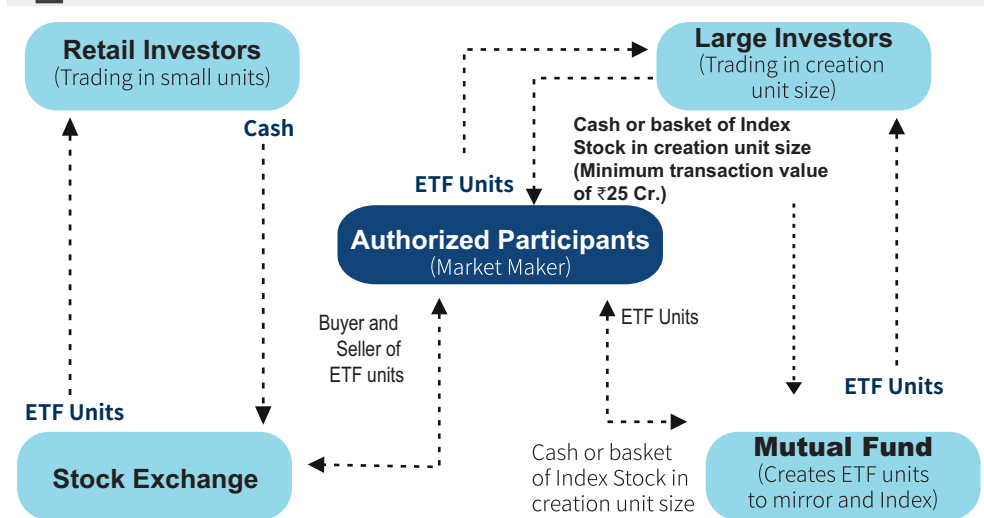 Retail Investors
(Trading in small units)
Large Investors
(Trading in creation
unit size)
Cash
Cash or basket of Index
Stock in creation unit size
(Minimum transaction value
of ₹25 Cr.)
ETF Units
Authorized Participants
(Market Maker)
Buyer and
Seller of
ETF units
ETF Units
ETF Units
ETF Units
Stock Exchange
Cash or basket
of Index Stock in
creation unit size
Mutual Fund
(Creates ETF units
to mirror and Index)